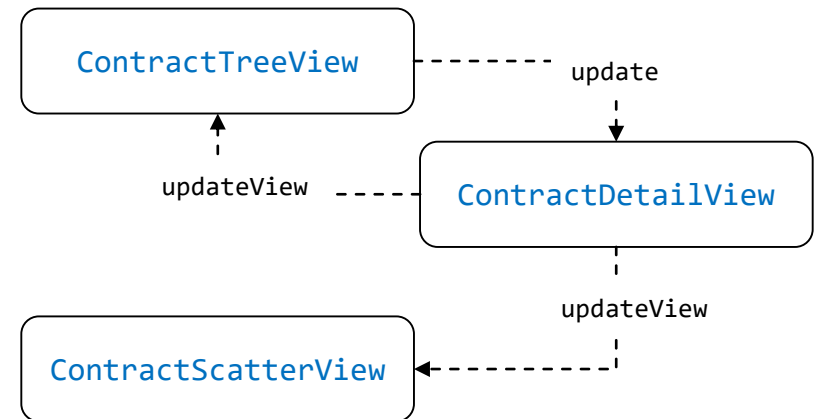 ContractTreeView
update
updateView
ContractDetailView
updateView
ContractScatterView